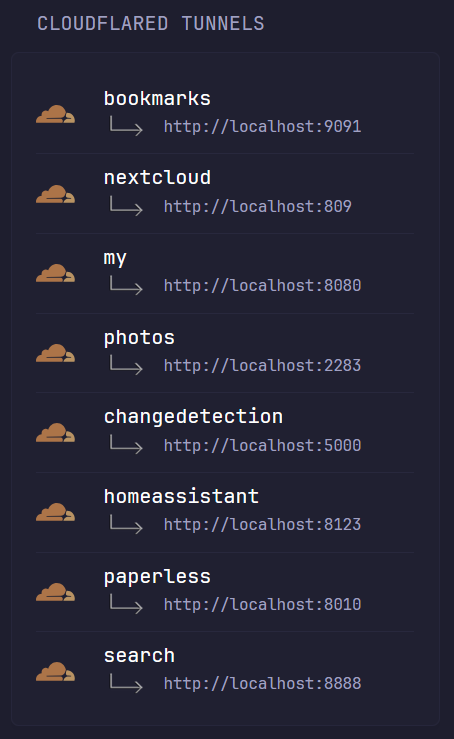 CLOUDFLARED TUNNELS
bookmarks
http://localhost:9091
nextcloud
http://localhost:809
my
http://localhost:8080
photos
http://localhost:2283
changedetection
http://localhost:5000
homeassistant
http://localhost:8123
paperless
http://localhost:8010
search
http://localhost:8888